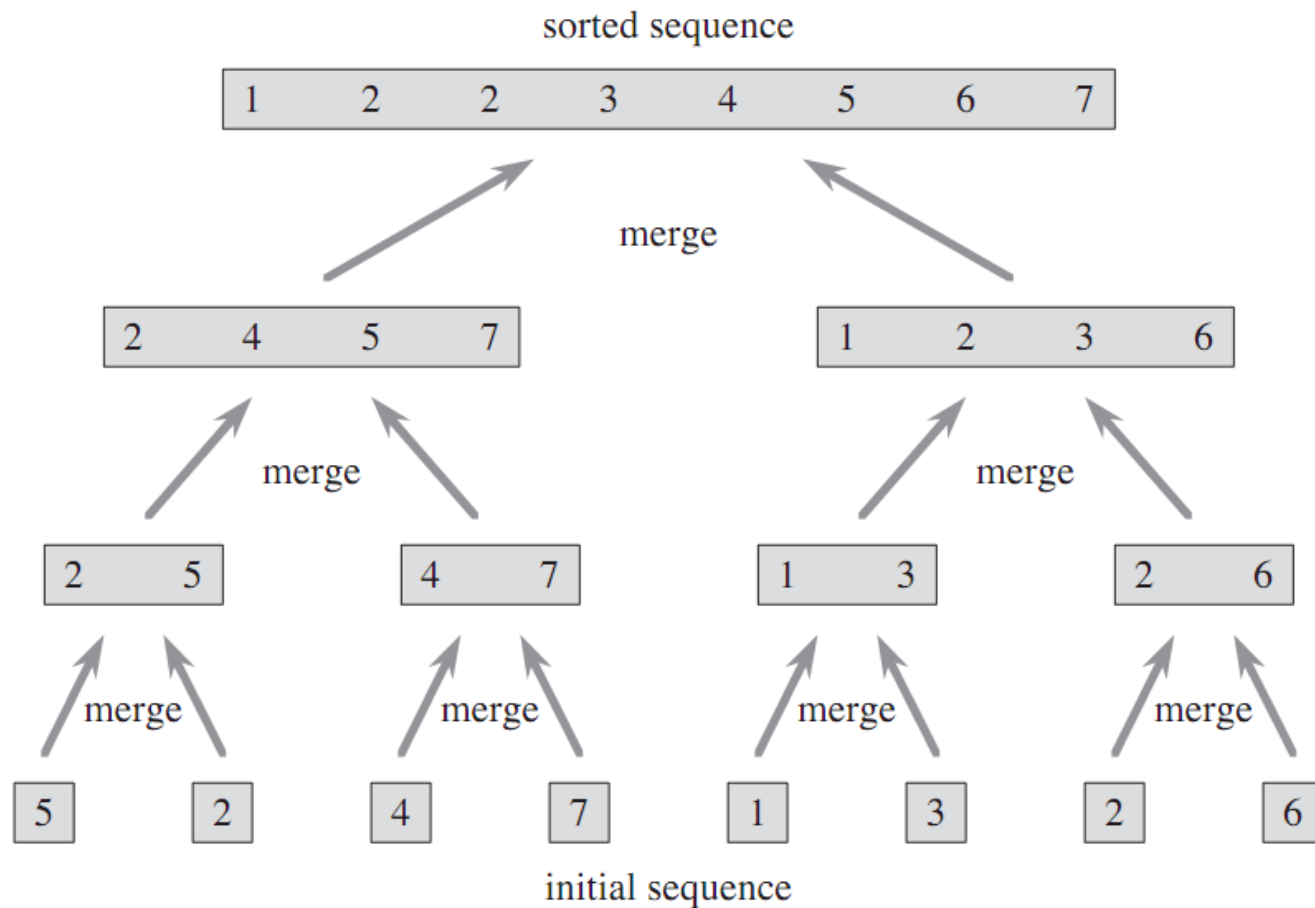 sorted sequence
1 2 2 3 4 5 6 7
merge
2 4 5 7 1 2 3 6
merge merge
2 5 4 7 1 3 2 6
merge merge merge merge
5 2 4 7 1 3 2 6
initial sequence